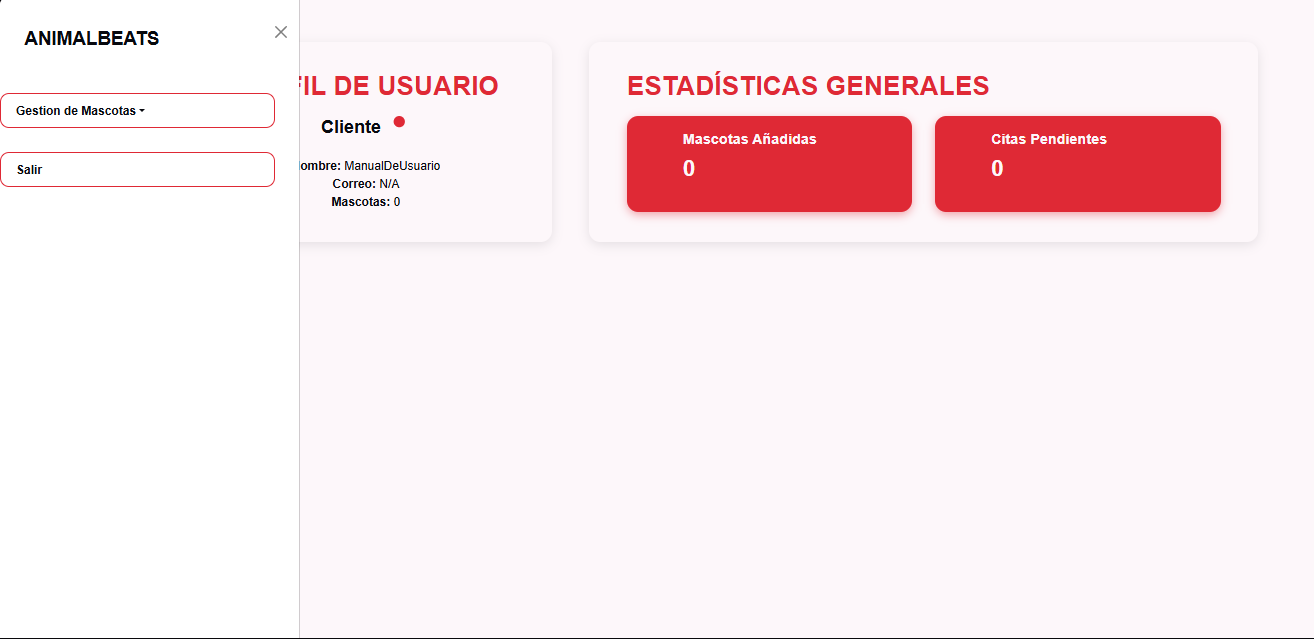 ANIMALBEATS
Gestion de Mascotas
Salir
FIL DE USUARIO
Cliente
ombre: ManualDeUsuario
Correo: N/A
Mascotas: 0
ESTADÍSTICAS GENERALES
Mascotas Añadidas
0
Citas Pendientes
0